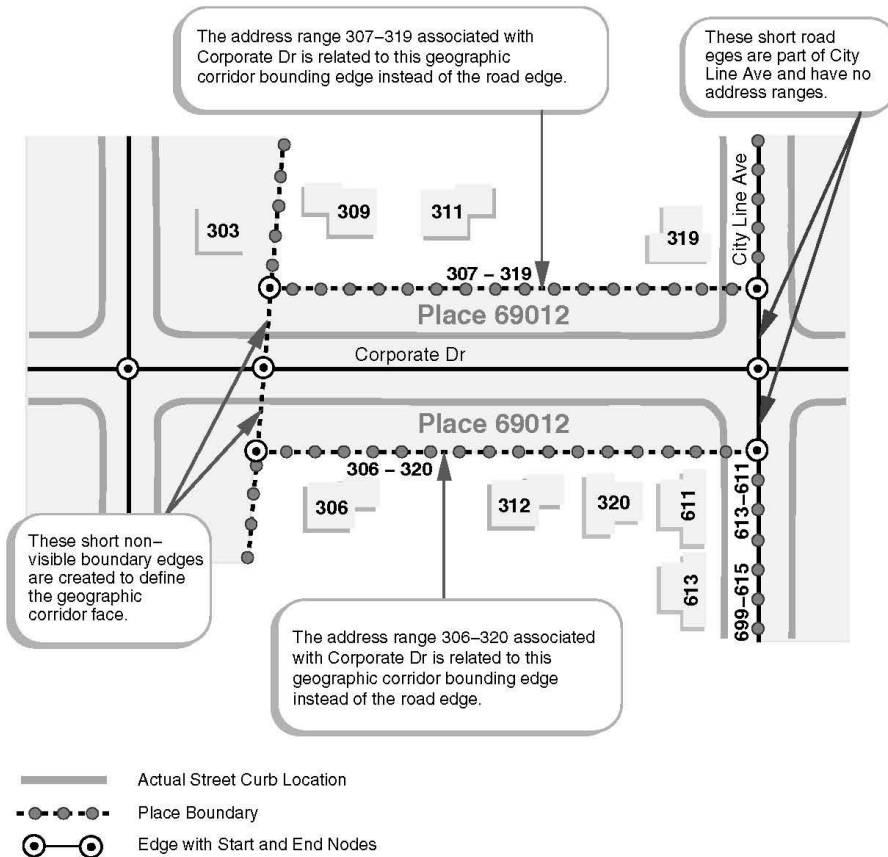 The address range 307–319 associated with
Corporate Dr is related to this geographic
corridor bounding edge instead of the road edge.
These short road
eges are part of City
Line Ave and have no
address ranges.
City Line Ave
303
309
311
319
307 – 319
Place 69012
Corporate Dr
Place 69012
306 – 320
306
312
320
611
613
613–611
699–615
These short non–
visible boundary edges
are created to define
the geographic
corridor face.
The address range 306–320 associated
with Corporate Dr is related to this
geographic corridor bounding edge
instead of the road edge.
Actual Street Curb Location
Place Boundary
Edge with Start and End Nodes